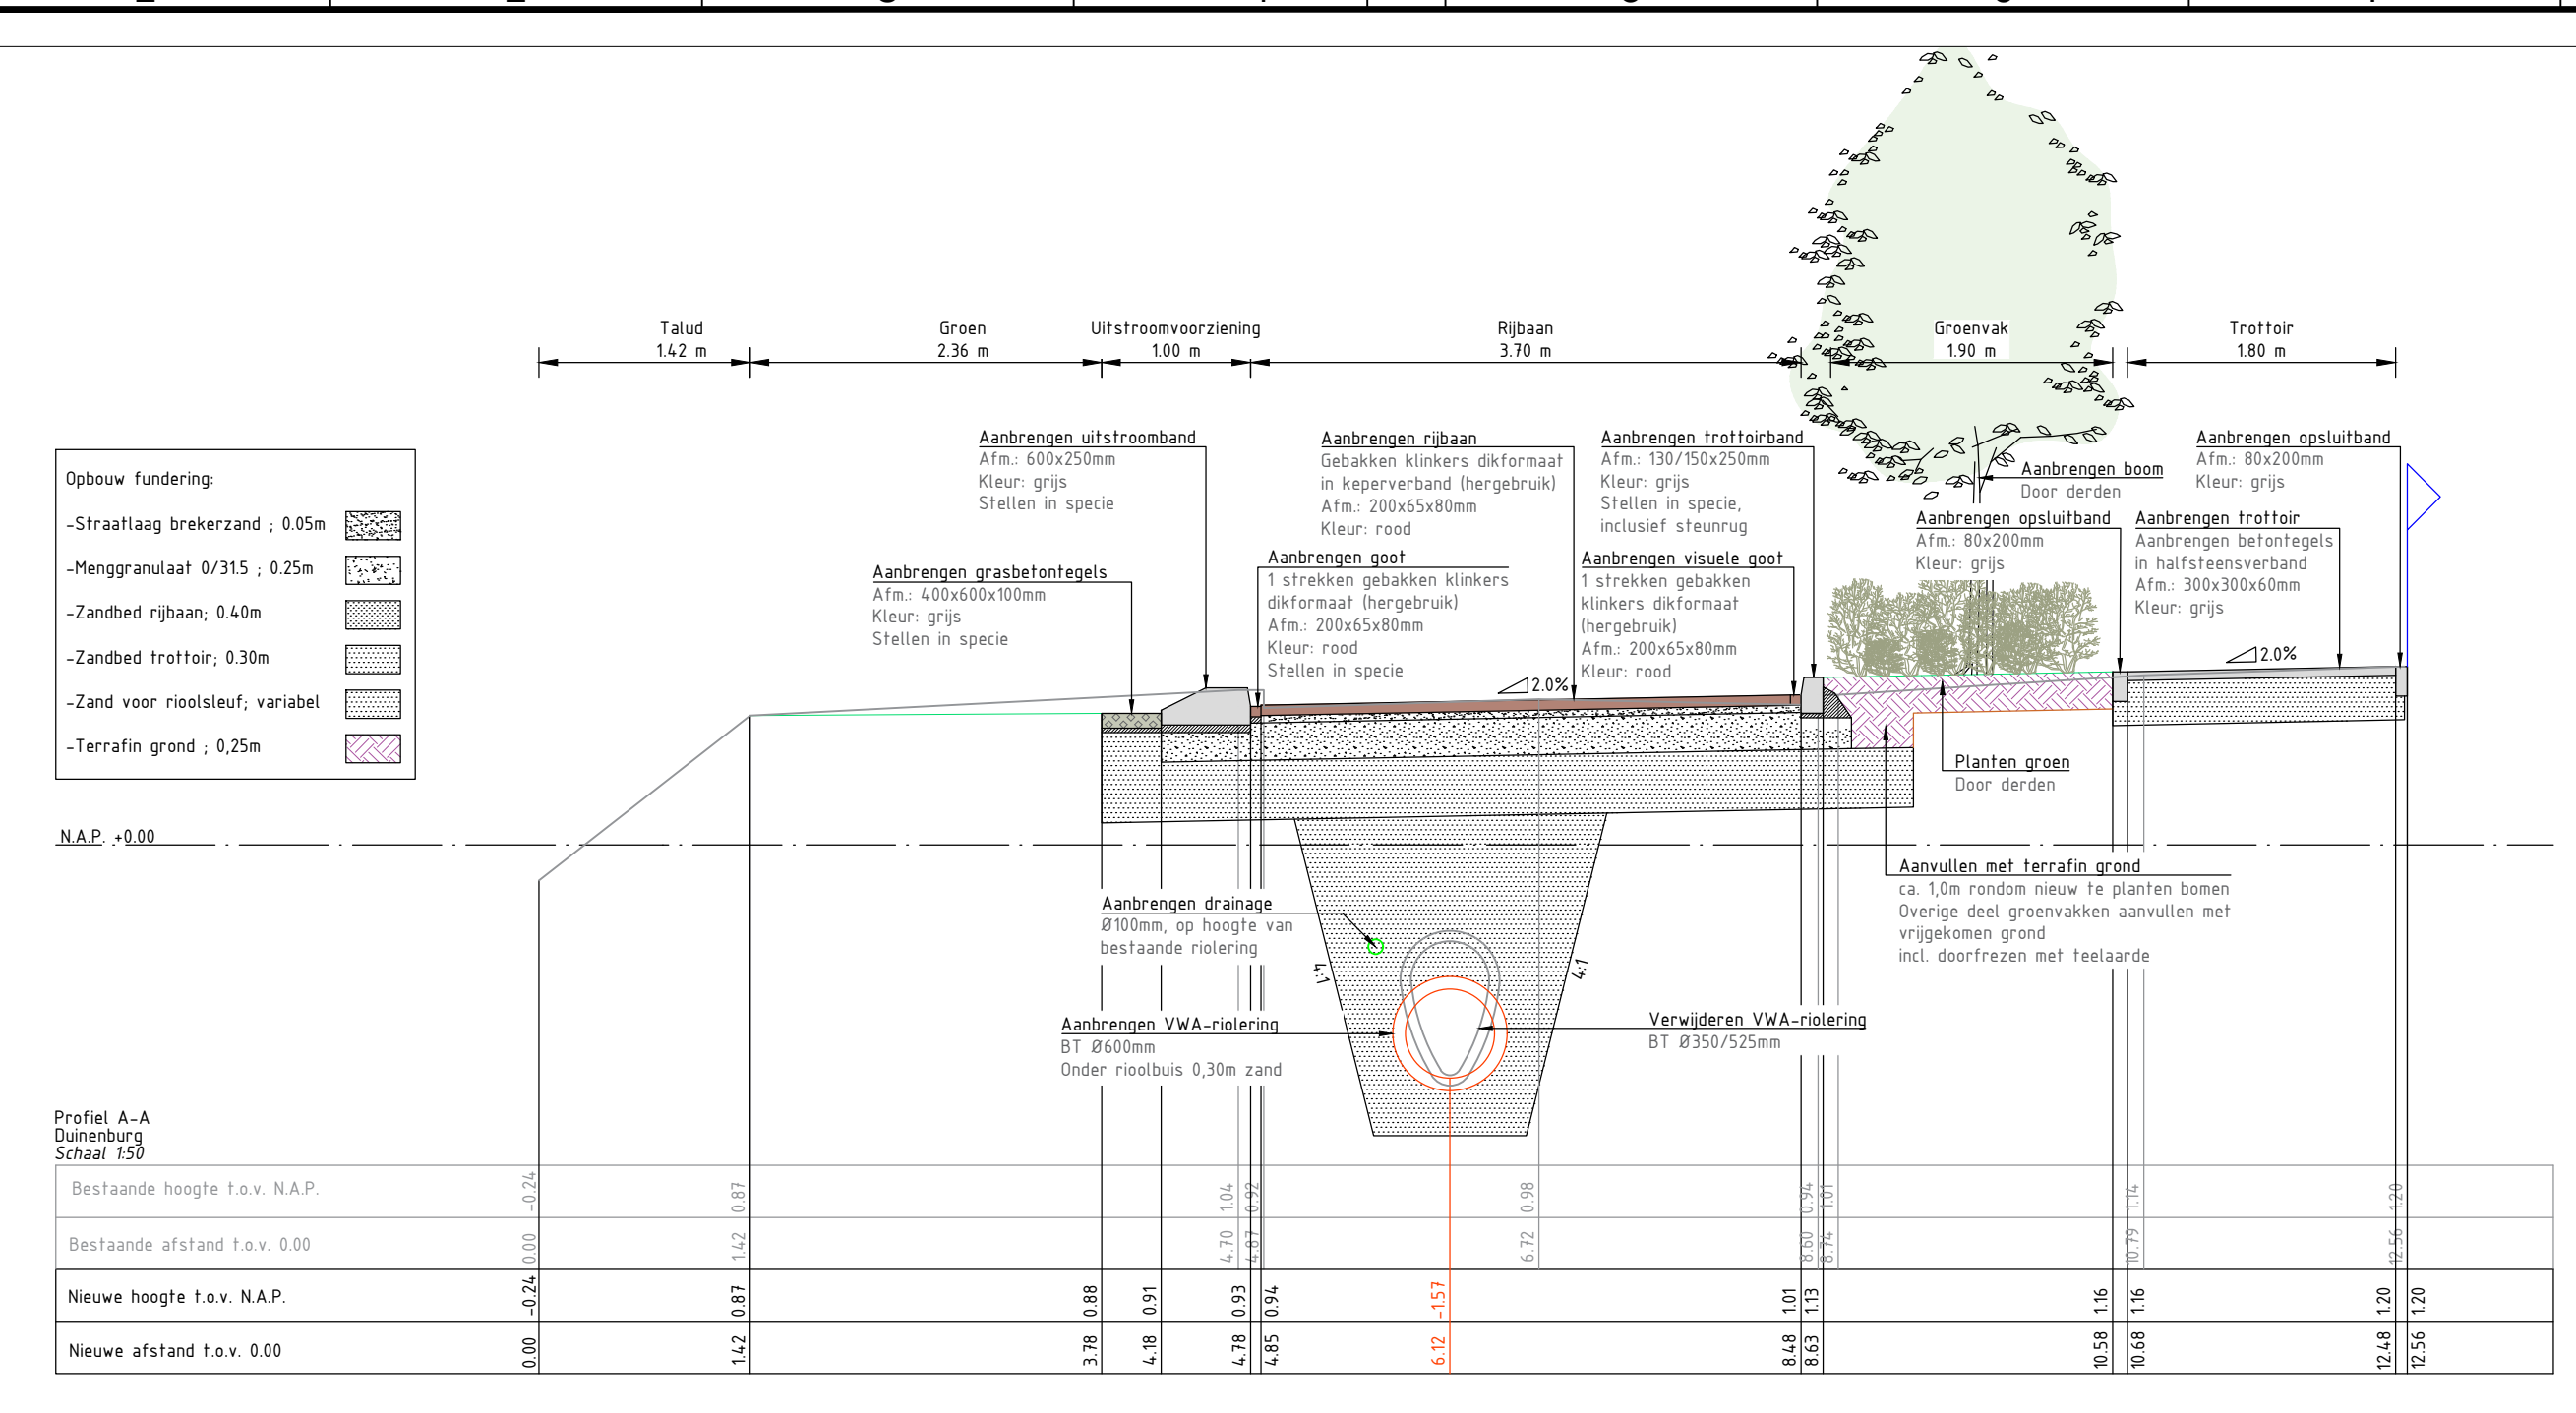 Talud
1.42 m
Groen
2.36 m
Uitstroomvoorziening
1.00 m
Rijbaan
3.70 m
Groenvak
1.90 m
Trottoir
1.80 m
Opbouw fundering:
-Straatlaag brekerzand ; 0.05m
-Menggranulaat 0/31.5 ; 0.25m
-Zandbed rijbaan; 0.40m
-Zandbed trottoir; 0.30m
-Zand voor rioolsleuf; variabel
-Terrafin grond ; 0,25m
Aanbrengen uitstroomband
Afm.: 600x250mm
Kleur: grijs
Stellen in specie
Aanbrengen grasbetontegels
Afm.: 400x600x100mm
Kleur: grijs
Stellen in specie
Aanbrengen rijbaan
Gebakken klinkers dikformaat
in keperverband (hergebruik)
Afm.: 200x65x80mm
Kleur: rood
Aanbrengen goot
1 strekken gebakken klinkers
dikformaat (hergebruik)
Afm.: 200x65x80mm
Kleur: rood
Stellen in specie
Aanbrengen trottoirband
Afm.: 130/150x250mm
Kleur: grijs
Stellen in specie,
inclusief steunrug
Aanbrengen visuele goot
1 strekken gebakken
klinkers dikformaat
(hergebruik)
Afm.: 200x65x80mm
Kleur: rood
Aanbrengen boom
Door derden
Aanbrengen opsluitband
Afm.: 80x200mm
Kleur: grijs
Aanbrengen opsluitband
Afm.: 80x200mm
Kleur: grijs
Aanbrengen trottoir
Aanbrengen betontegels
in halfsteensverband
Afm.: 300x300x60mm
Kleur: grijs
2.0%
2.0%
Planten groen
Door derden
N.A.P. +0.00
Aanvullen met terrafin grond
ca. 1,0m rondom nieuw te planten bomen
Overige deel groenvakken aanvullen met
vrijgekomen grond
incl. doorfrezen met teelaarde
Aanbrengen drainage
Ø100mm, op hoogte van
bestaande riolering
4:1
4:1
Aanbrengen VWA-riolering
BT Ø600mm
Onder rioolbuis 0,30m zand
Verwijderen VWA-riolering
BT Ø350/525mm
Profiel A-A
Duinenburg
Schaal 1:50
Bestaande hoogte t.o.v. N.A.P. -0.24 0.87 1.04 0.92 0.98 0.94 1.01 1.14 1.20
Bestaande afstand t.o.v. 0.00 0.00 1.42 4.70 4.87 6.72 8.60 8.74 10.79 12.56
Nieuwe hoogte t.o.v. N.A.P. -0.24 0.87 0.88 0.91 0.93 0.94 -1.57 1.01 1.13 1.16 1.16 1.20 1.20
Nieuwe afstand t.o.v. 0.00 0.00 1.42 3.78 4.18 4.78 4.85 6.12 8.48 8.63 10.58 10.68 12.48 12.56